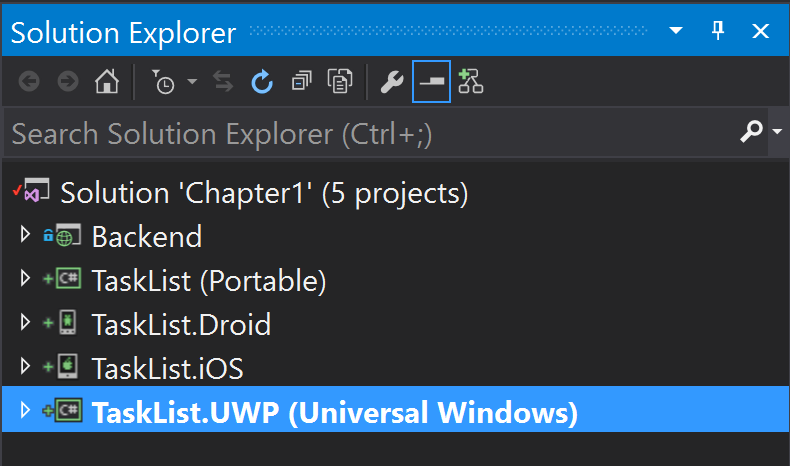 Solution Explorer
Search Solution Explorer (Ctrl+;)
Solution 'Chapter1' (5 projects)
Backend
C# TaskList (Portable)
TaskList.Droid
TaskList.iOS
C# TaskList.UWP (Universal Windows)